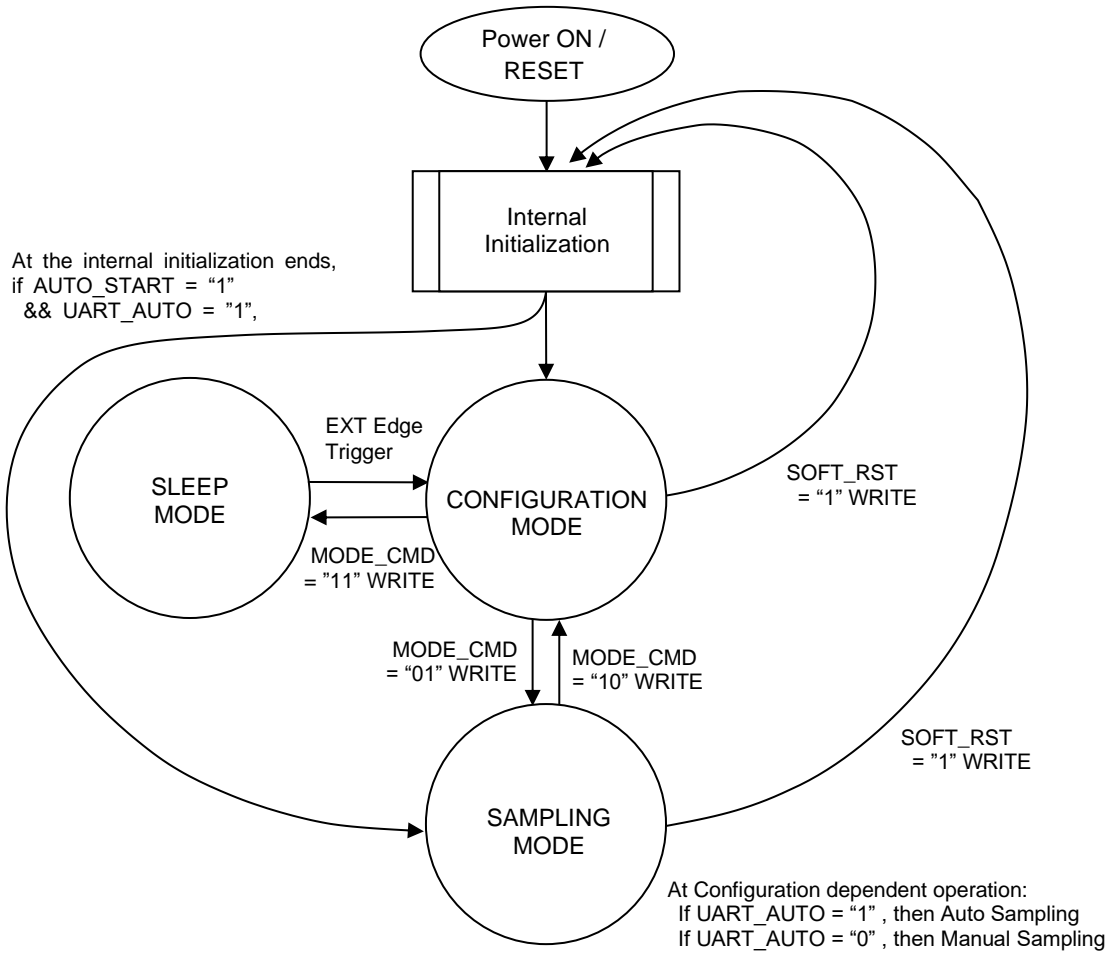 Power ON /
RESET
Internal
Initialization
At the internal initialization ends,
if AUTO_START = “1”
&& UART_AUTO = ”1”,
EXT Edge
Trigger
SLEEP
MODE
CONFIGURATION
MODE
SOFT_RST
= “1” WRITE
MODE_CMD
= ”11” WRITE
MODE_CMD
= “01” WRITE
MODE_CMD
= “10” WRITE
SOFT_RST
= ”1” WRITE
SAMPLING
MODE
At Configuration dependent operation:
If UART_AUTO = “1” , then Auto Sampling
If UART_AUTO = “0” , then Manual Sampling